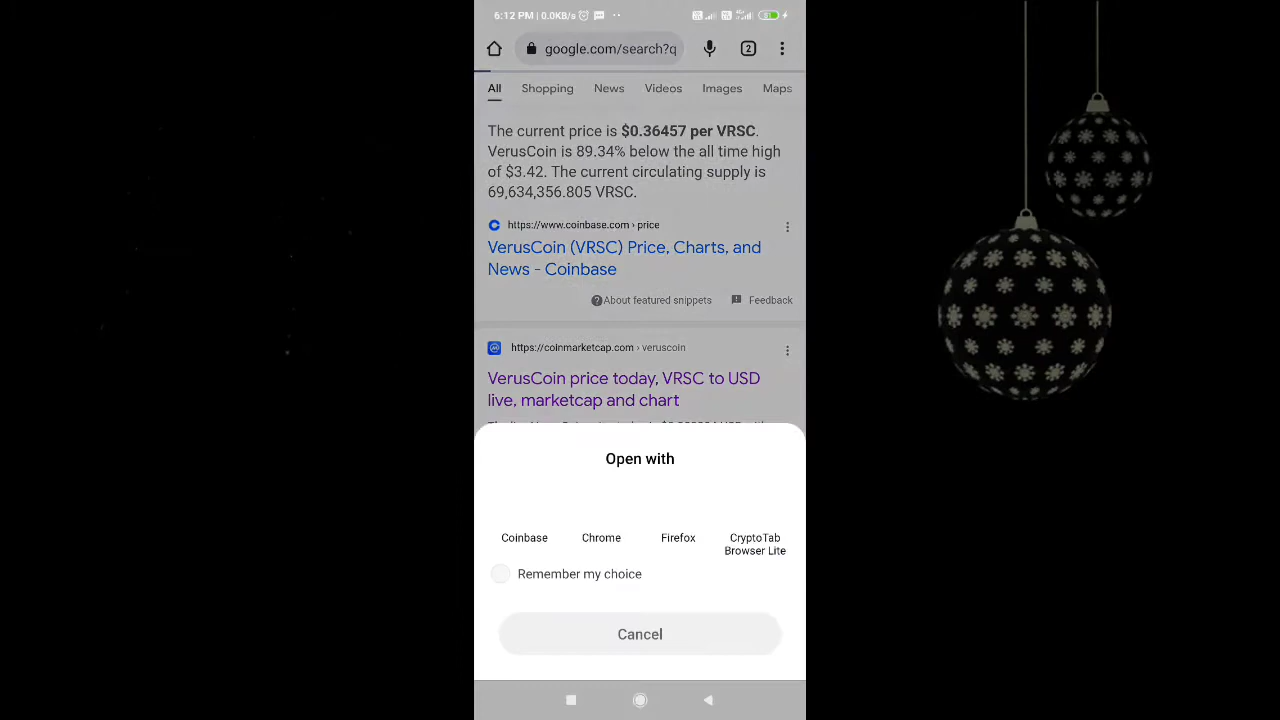 6:12 PM | 0.0KB/s
google.com/search?q
2
All Shopping News Videos Images Maps
The current price is $0.36457 per VRSC.
VerusCoin is 89.34% below the all time high
of $3.42. The current circulating supply is
69,634,356.805 VRSC.
https://www.coinbase.com › price
VerusCoin (VRSC) Price, Charts, and
News - Coinbase
About featured snippets Feedback
https://coinmarketcap.com › veruscoin
VerusCoin price today, VRSC to USD
live, marketcap and chart
Open with
Coinbase Chrome Firefox CryptoTab
Browser Lite
Remember my choice
Cancel